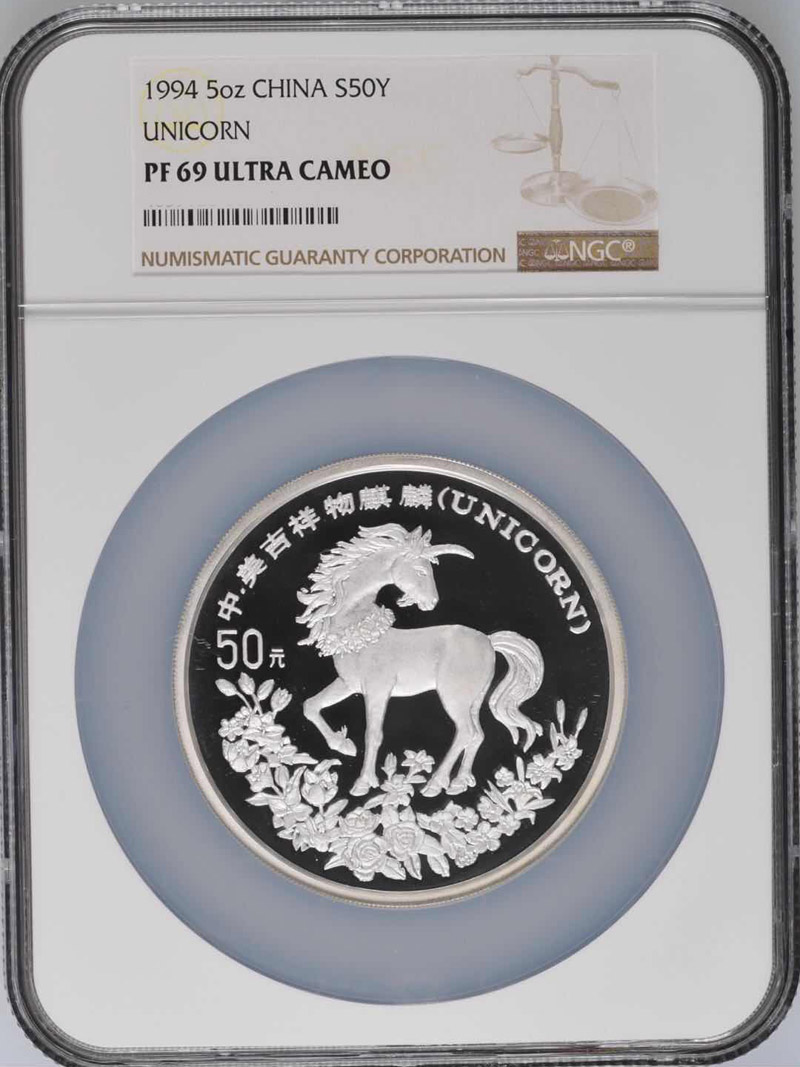 1994 5oz CHINA S50Y
UNICORN
PF 69 ULTRA CAMEO
NUMISMATIC GUARANTY CORPORATION
NGC®
中·美吉祥物麒麟(UNICORN)
50元